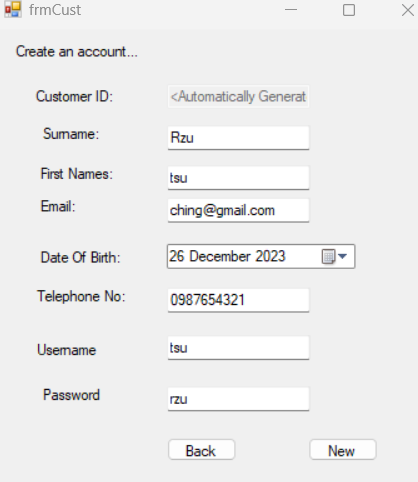 frmCust
Create an account...
Customer ID: <Automatically Generat
Surname: Rzu
First Names: tsu
Email: ching@gmail.com
Date Of Birth: 26 December 2023
Telephone No: 0987654321
Username tsu
Password rzu
Back New